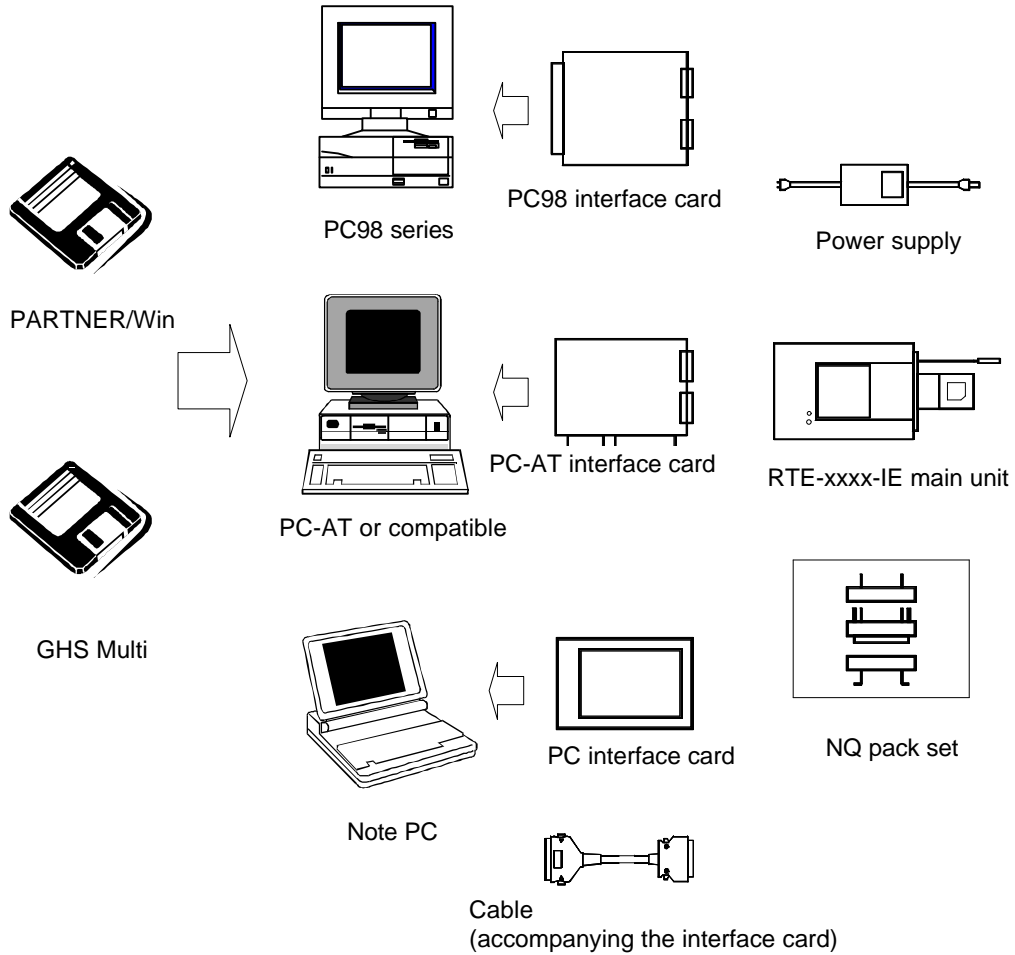 PC98 series
PC98 interface card
Power supply
PARTNER/Win
PC-AT or compatible
PC-AT interface card
RTE-xxxx-IE main unit
GHS Multi
Note PC
PC interface card
NQ pack set
Cable
(accompanying the interface card)